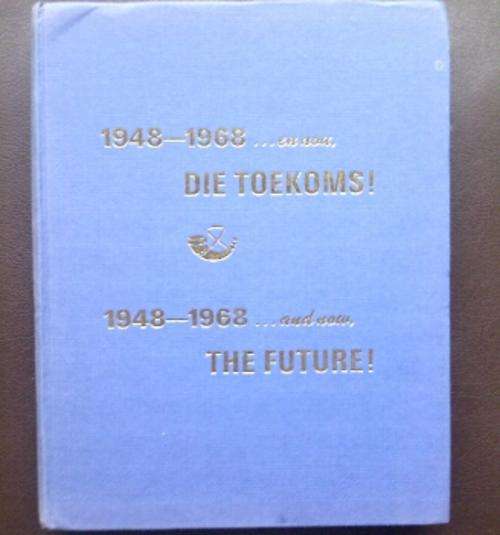 1948—1968 ...en nou,
DIE TOEKOMS!
1948—1968 ...and now,
THE FUTURE!